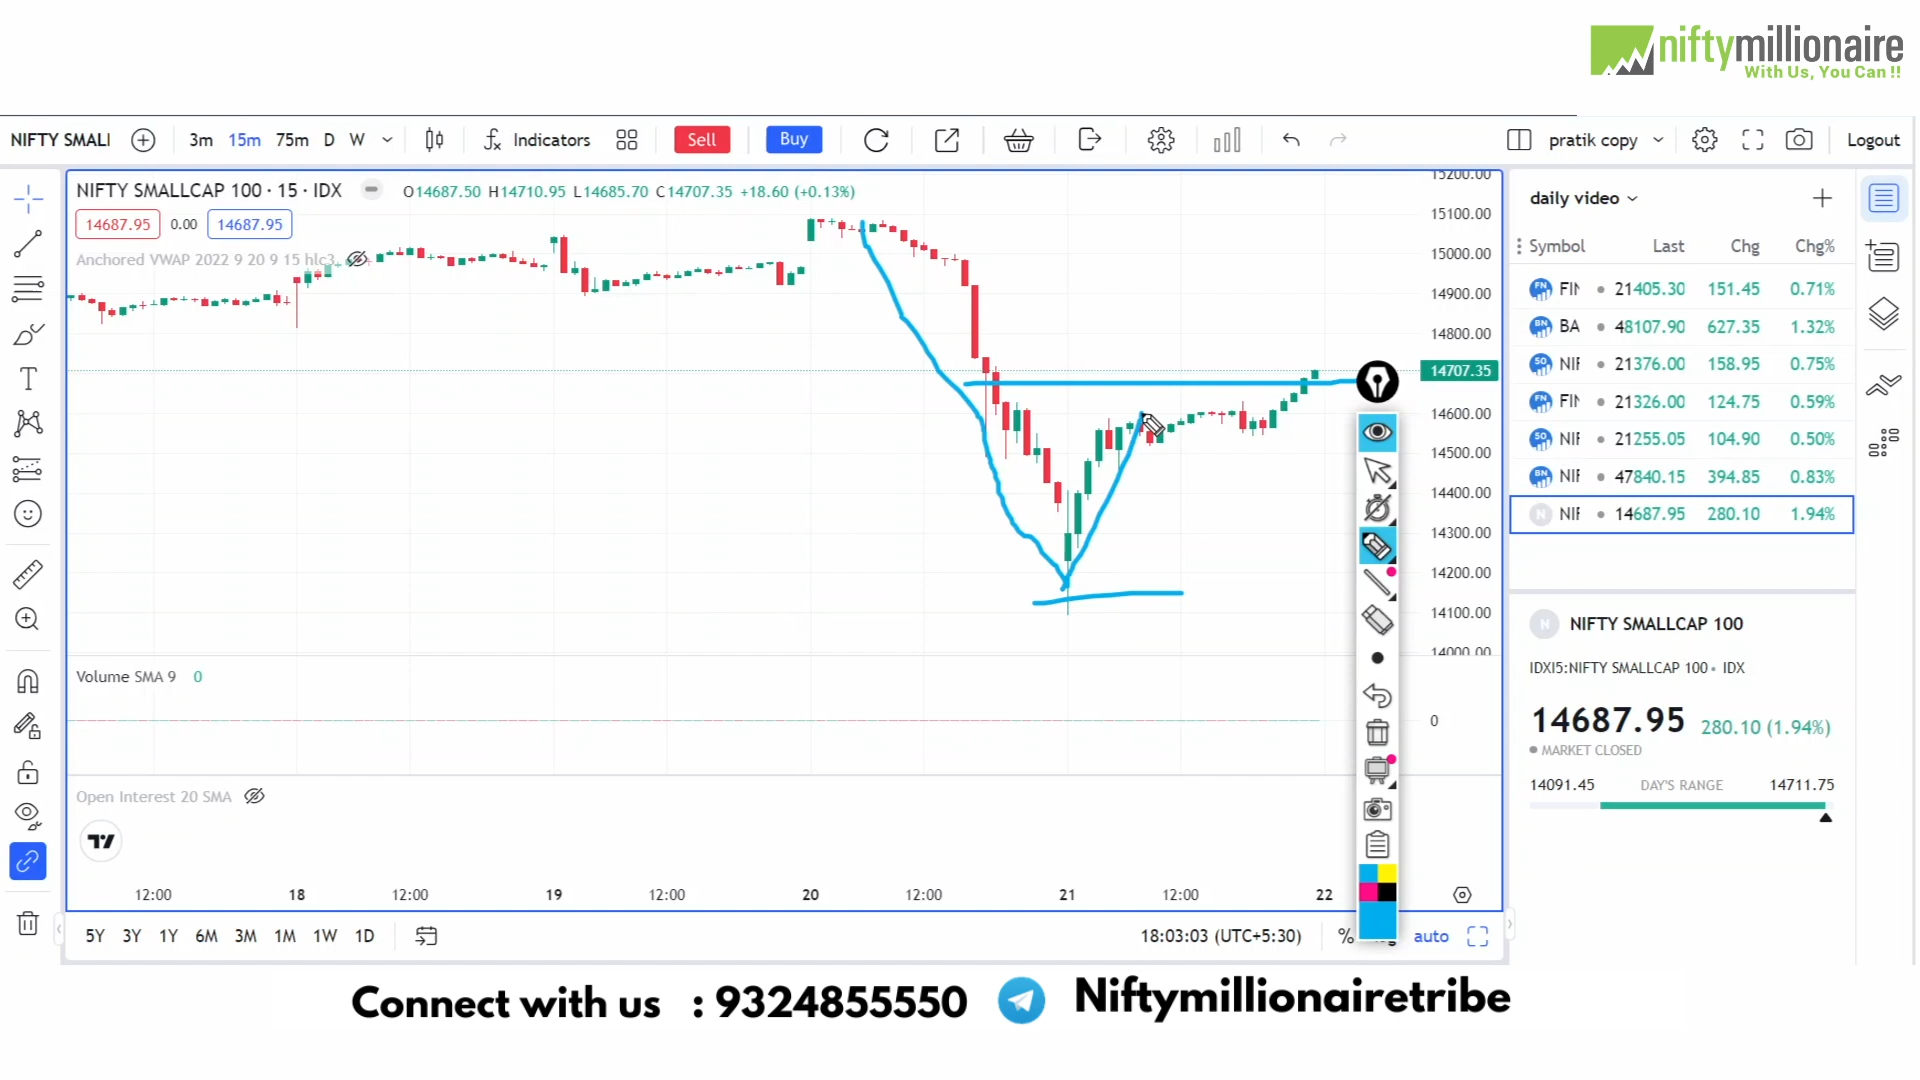 niftymillionaire
With Us, You Can !!
NIFTY SMALI
3m 15m 75m D W
Indicators
Sell
Buy
pratik copy
Logout
NIFTY SMALLCAP 100 · 15 · IDX
O14687.50 H14710.95 L14685.70 C14707.35 +18.60 (+0.13%)
14687.95 0.00 14687.95
Anchored VWAP 2022 9 20 9 15 hlc3
15200.00
15100.00
15000.00
14900.00
14800.00
14707.35
14600.00
14500.00
14400.00
14300.00
14200.00
14100.00
14000.00
Volume SMA 9 0
0
Open Interest 20 SMA
12:00 18 12:00 19 12:00 20 12:00 21 12:00 22
5Y 3Y 1Y 6M 3M 1M 1W 1D
18:03:03 (UTC+5:30) % auto
daily video
Symbol Last Chg Chg%
FIN 21405.30 151.45 0.71%
BA 48107.90 627.35 1.32%
NIF 21376.00 158.95 0.75%
FIN 21326.00 124.75 0.59%
NIF 21255.05 104.90 0.50%
NIF 47840.15 394.85 0.83%
NIF 14687.95 280.10 1.94%
N NIFTY SMALLCAP 100
IDXI5:NIFTY SMALLCAP 100 • IDX
14687.95 280.10 (1.94%)
MARKET CLOSED
14091.45 DAY'S RANGE 14711.75
Connect with us : 9324855550 Niftymillionairetribe